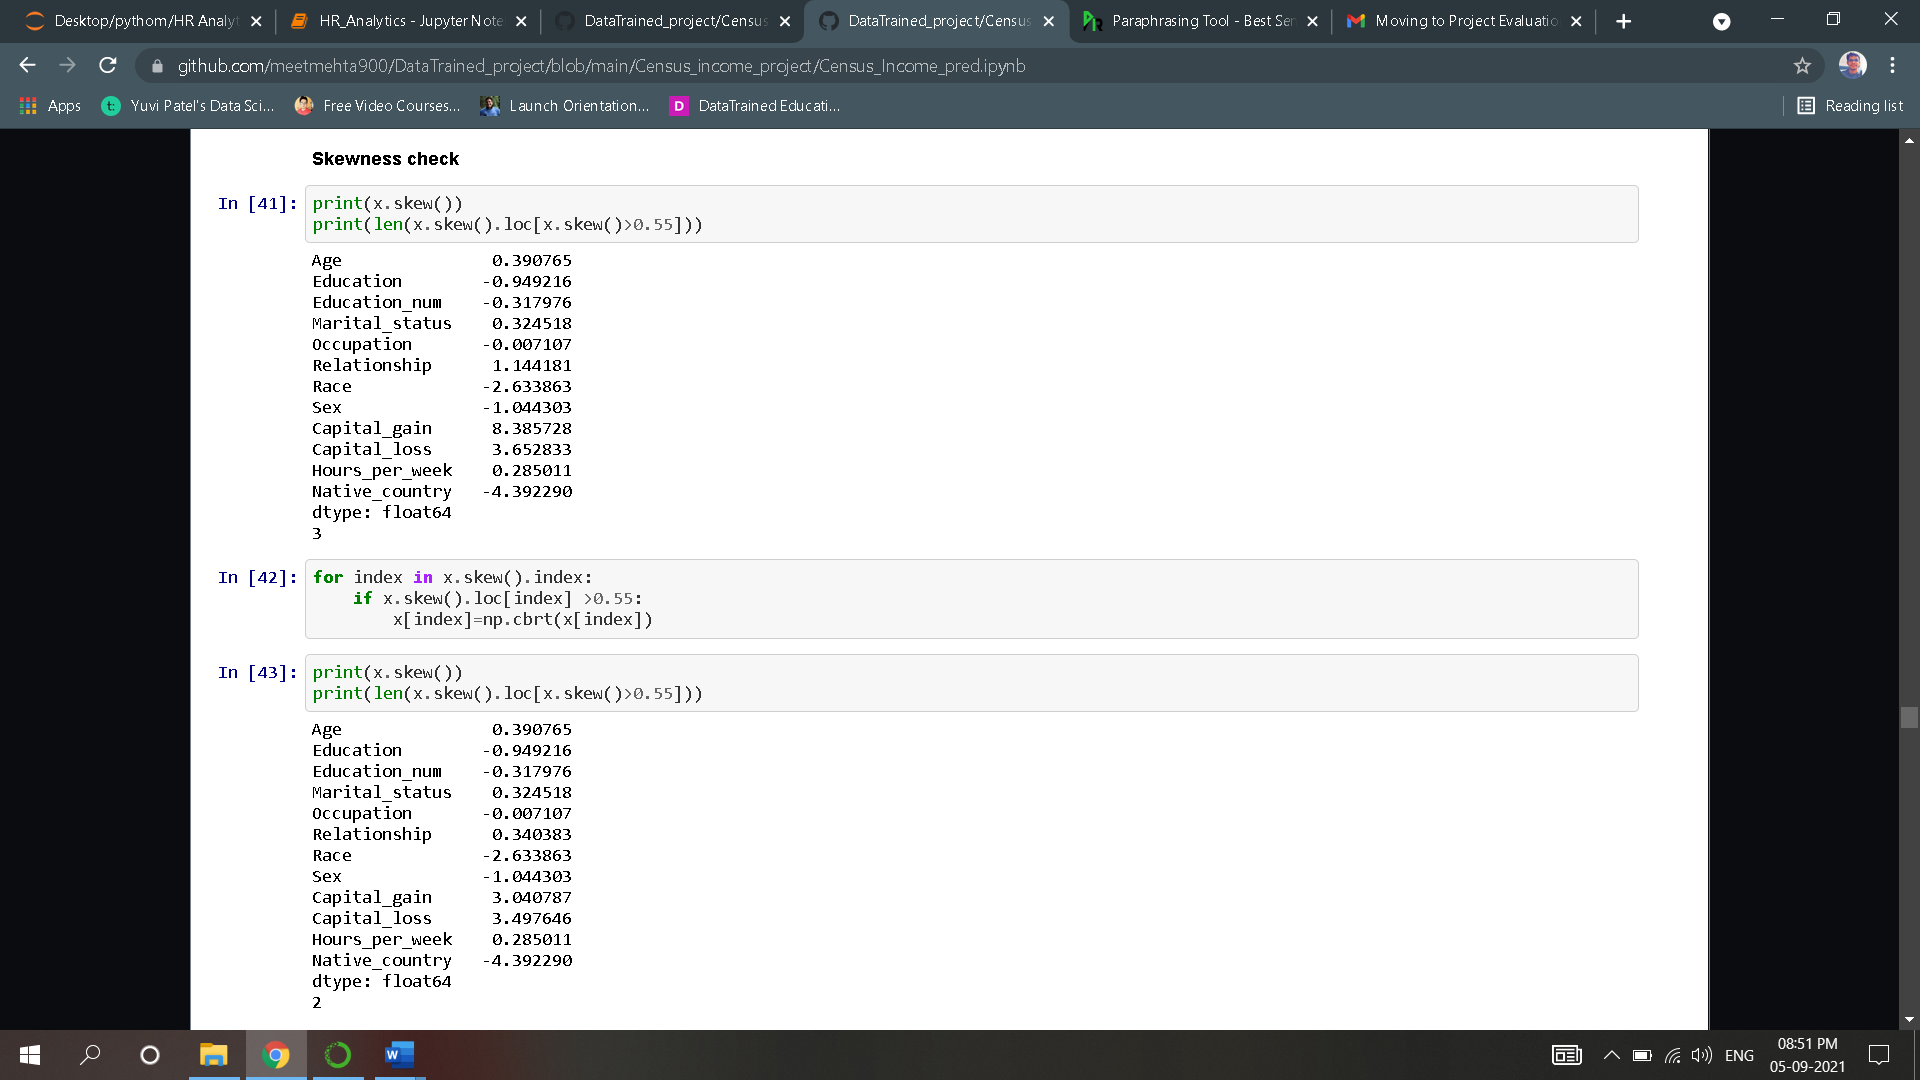 Desktop/pythom/HR Analyt
HR_Analytics - Jupyter Note
DataTrained_project/Census
DataTrained_project/Census
Paraphrasing Tool - Best Ser
Moving to Project Evaluatio
github.com/meetmehta900/DataTrained_project/blob/main/Census_income_project/Census_Income_pred.ipynb
Apps
Yuvi Patel's Data Sci...
Free Video Courses...
Launch Orientation...
D DataTrained Educati...
Reading list
Skewness check
In [41]: print(x.skew())
print(len(x.skew().loc[x.skew()>0.55]))
Age 0.390765
Education -0.949216
Education_num -0.317976
Marital_status 0.324518
Occupation -0.007107
Relationship 1.144181
Race -2.633863
Sex -1.044303
Capital_gain 8.385728
Capital_loss 3.652833
Hours_per_week 0.285011
Native_country -4.392290
dtype: float64
3
In [42]: for index in x.skew().index:
if x.skew().loc[index] >0.55:
x[index]=np.cbrt(x[index])
In [43]: print(x.skew())
print(len(x.skew().loc[x.skew()>0.55]))
Age 0.390765
Education -0.949216
Education_num -0.317976
Marital_status 0.324518
Occupation -0.007107
Relationship 0.340383
Race -2.633863
Sex -1.044303
Capital_gain 3.040787
Capital_loss 3.497646
Hours_per_week 0.285011
Native_country -4.392290
dtype: float64
2
ENG
08:51 PM
05-09-2021